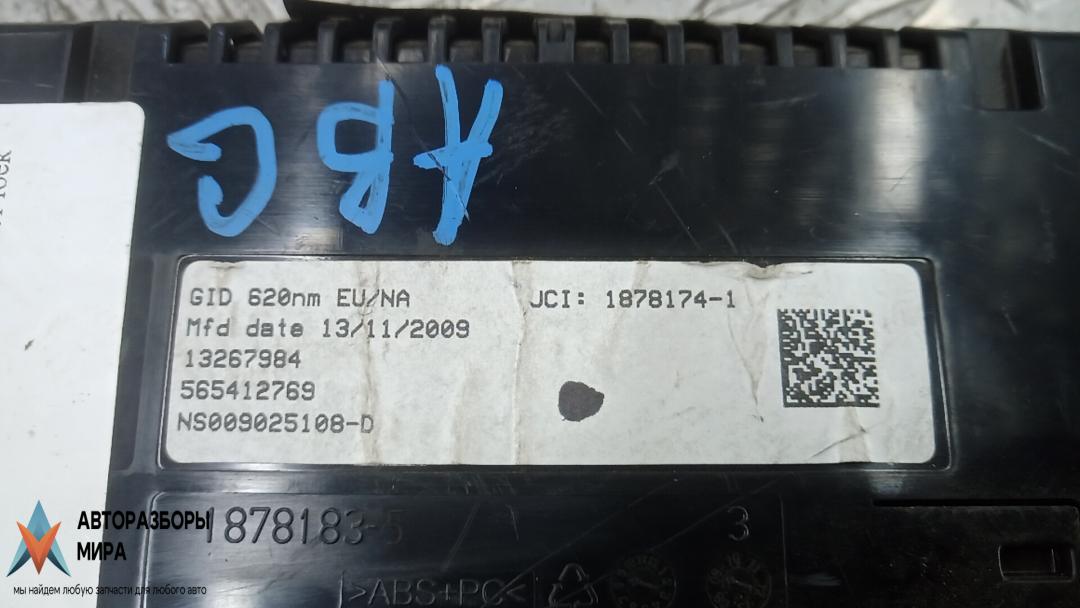 ABC
GID 620nm EU/NA JCI: 1878174-1
Mfd date 13/11/2009
13267984
565412769
NS009025108-D
1878183-5 3
>ABS+PC<
АВТОРАЗБОРЫ
МИРА
мы найдем любую запчасти для любого авто